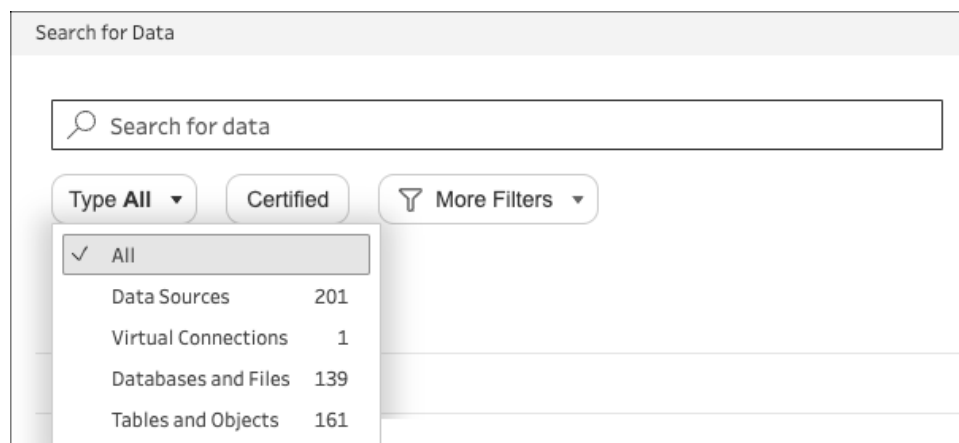 Search for Data
Search for data
Type All Certified More Filters
All
Data Sources 201
Virtual Connections 1
Databases and Files 139
Tables and Objects 161